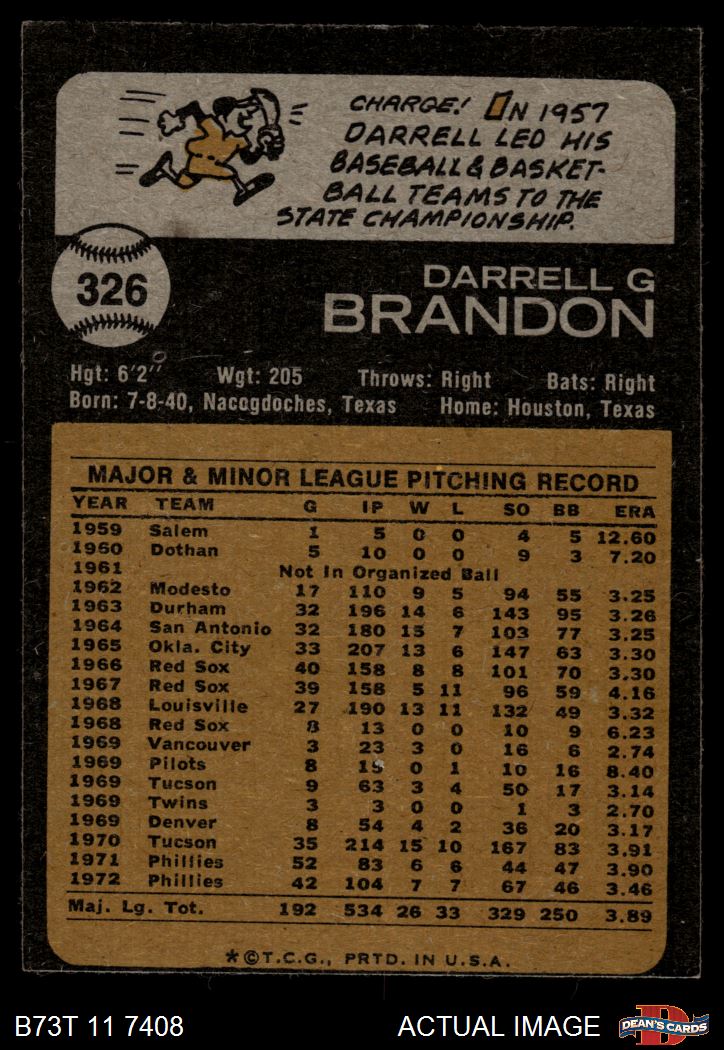 CHARGE! IN 1957
DARRELL LED HIS
BASEBALL & BASKET-
BALL TEAMS TO THE
STATE CHAMPIONSHIP.
326
DARRELL G
BRANDON
Hgt: 6'2" Wgt: 205 Throws: Right Bats: Right
Born: 7-8-40, Nacogdoches, Texas Home: Houston, Texas
MAJOR & MINOR LEAGUE PITCHING RECORD
YEAR TEAM G IP W L SO BB ERA
1959 Salem 1 5 0 0 4 5 12.60
1960 Dothan 5 10 0 0 9 3 7.20
1961 Not In Organized Ball
1962 Modesto 17 110 9 5 94 55 3.25
1963 Durham 32 196 14 6 143 95 3.26
1964 San Antonio 32 180 15 7 103 77 3.25
1965 Okla. City 33 207 13 6 147 63 3.30
1966 Red Sox 40 158 8 8 101 70 3.30
1967 Red Sox 39 158 5 11 96 59 4.16
1968 Louisville 27 190 13 11 132 49 3.32
1968 Red Sox 8 13 0 0 10 9 6.23
1969 Vancouver 3 23 3 0 16 6 2.74
1969 Pilots 8 15 0 1 10 16 8.40
1969 Tucson 9 63 3 4 50 17 3.14
1969 Twins 3 3 0 0 1 3 2.70
1969 Denver 8 54 4 2 36 20 3.17
1970 Tucson 35 214 15 10 167 83 3.91
1971 Phillies 52 83 6 6 44 47 3.90
1972 Phillies 42 104 7 7 67 46 3.46
Maj. Lg. Tot. 192 534 26 33 329 250 3.89
*©T.C.G., PRTD. IN U.S.A.
B73T 11 7408 ACTUAL IMAGE DEAN'S CARDS